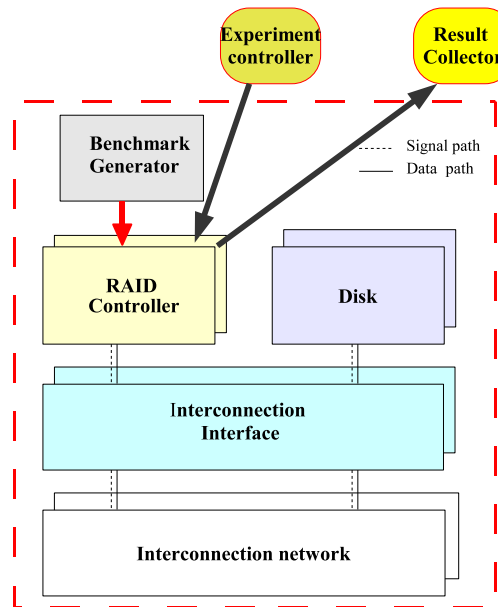 Experiment
controller
Result
Collector
Benchmark
Generator
Signal path
Data path
RAID
Controller
Disk
Interconnection
Interface
Interconnection network